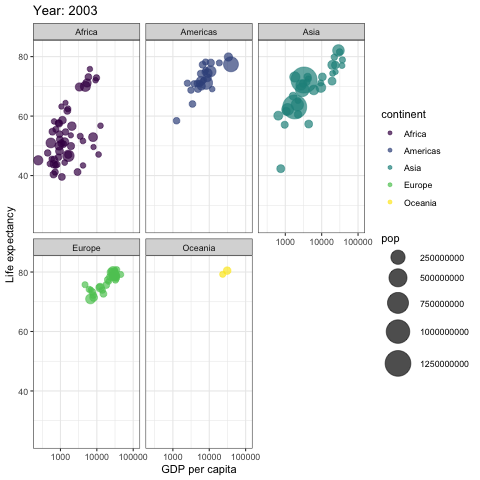 Year: 2003
Africa
Americas
Asia
80
60
40
1000
10000
100000
Europe
Oceania
80
60
40
1000
10000
100000
1000
10000
100000
Life expectancy
GDP per capita
continent
Africa
Americas
Asia
Europe
Oceania
pop
250000000
500000000
750000000
1000000000
1250000000